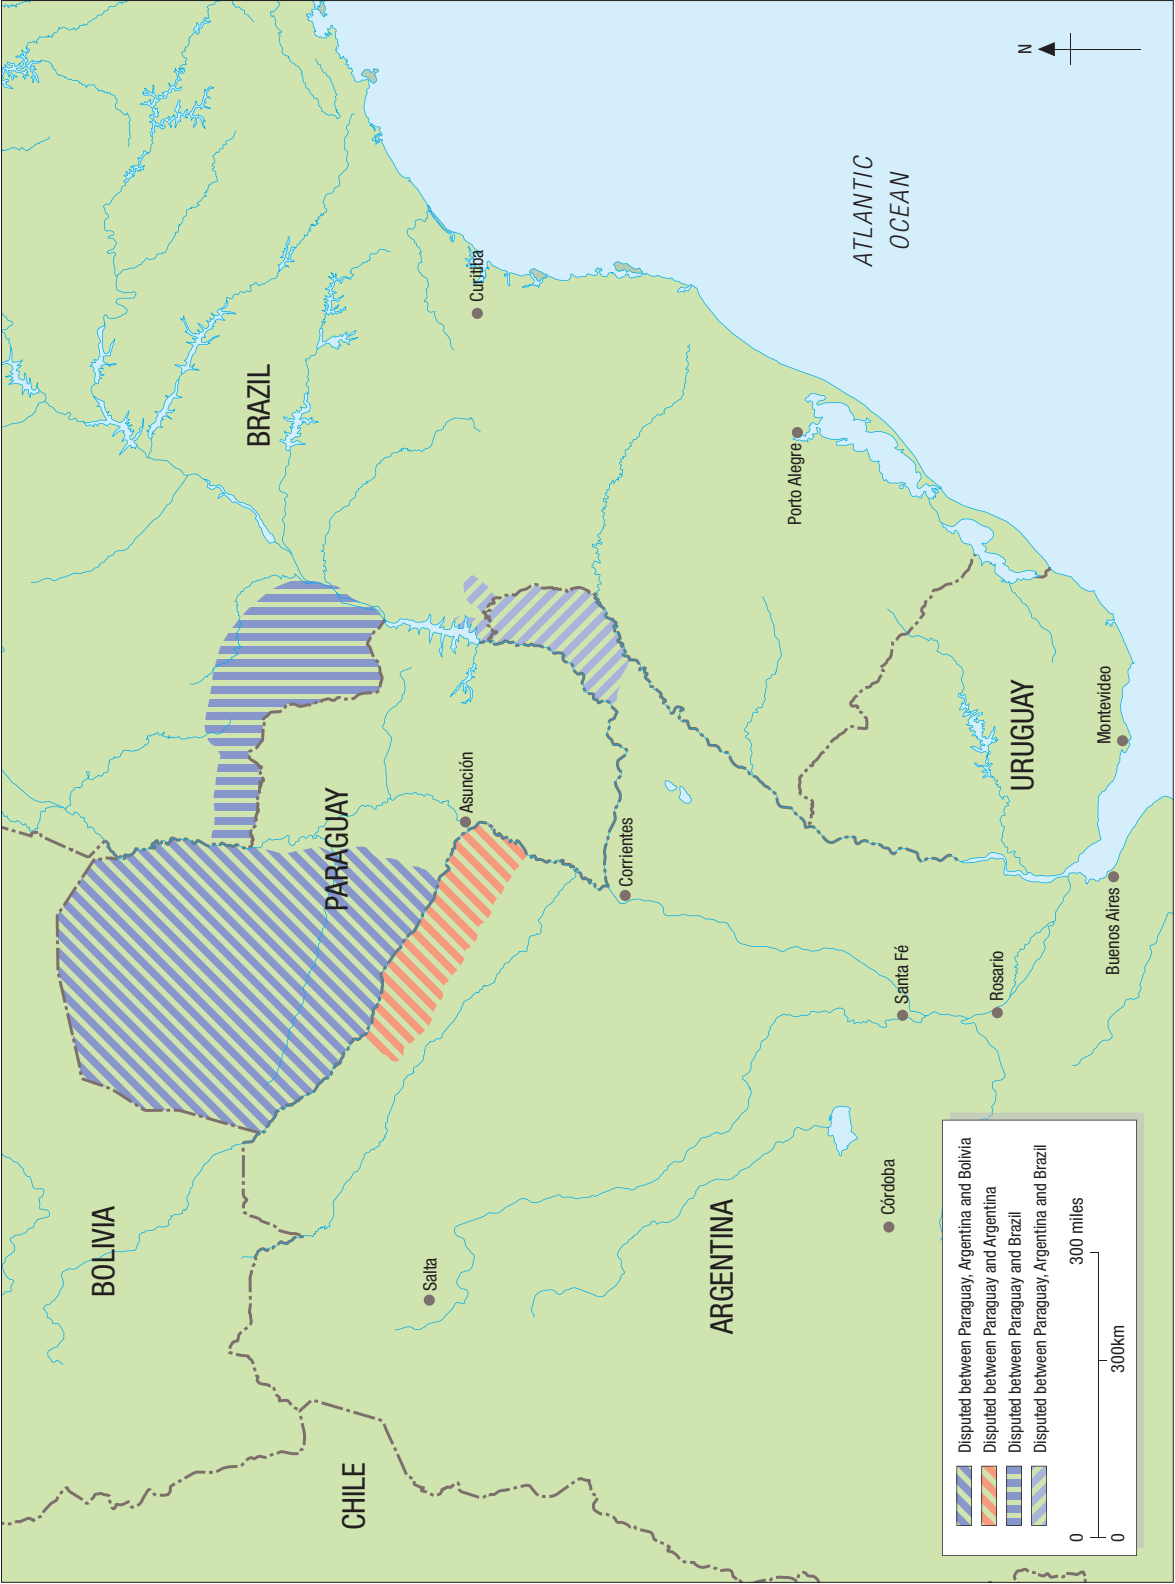 N
BOLIVIA
BRAZIL
PARAGUAY
CHILE
Salta
Asunción
Curitiba
Corrientes
ARGENTINA
Porto Alegre
ATLANTIC
OCEAN
Córdoba
Santa Fé
Rosario
URUGUAY
Buenos Aires
Montevideo
Disputed between Paraguay, Argentina and Bolivia
Disputed between Paraguay and Argentina
Disputed between Paraguay and Brazil
Disputed between Paraguay, Argentina and Brazil
0
300 miles
0
300km